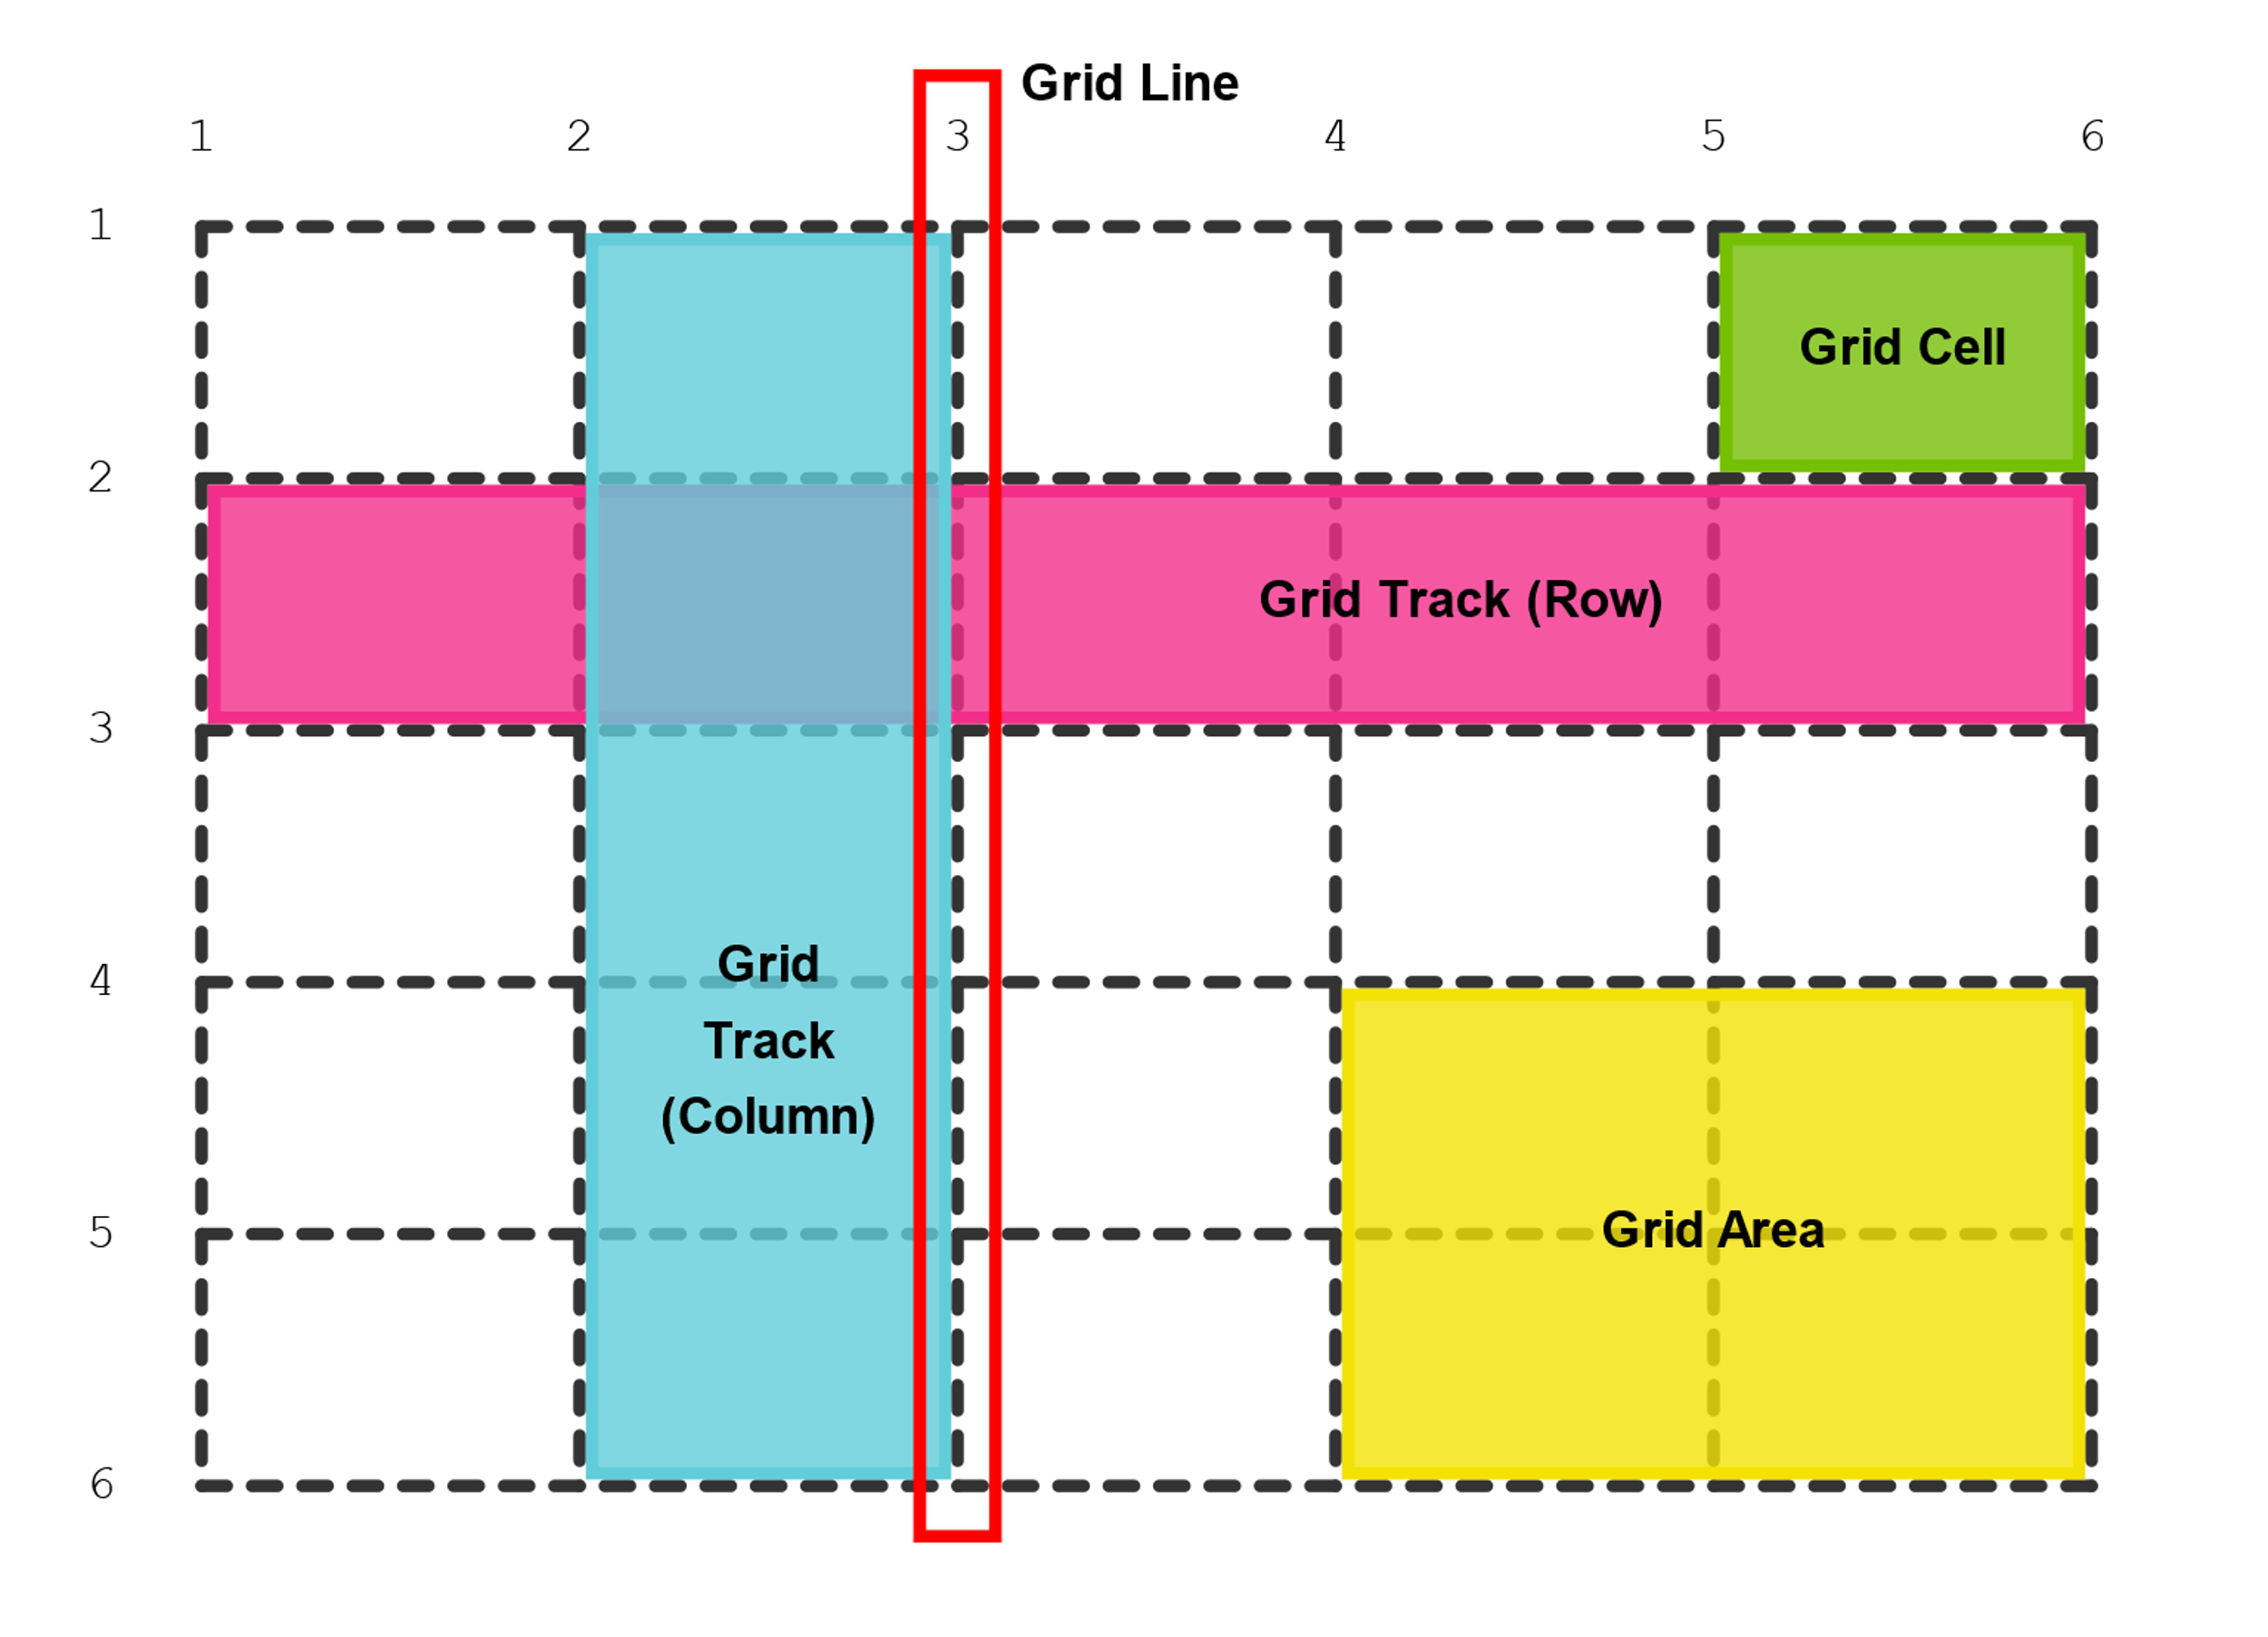 Grid Line
1 2 3 4 5 6
1
Grid Cell
2
Grid Track (Row)
3
Grid
4
Track
(Column)
5
Grid Area
6